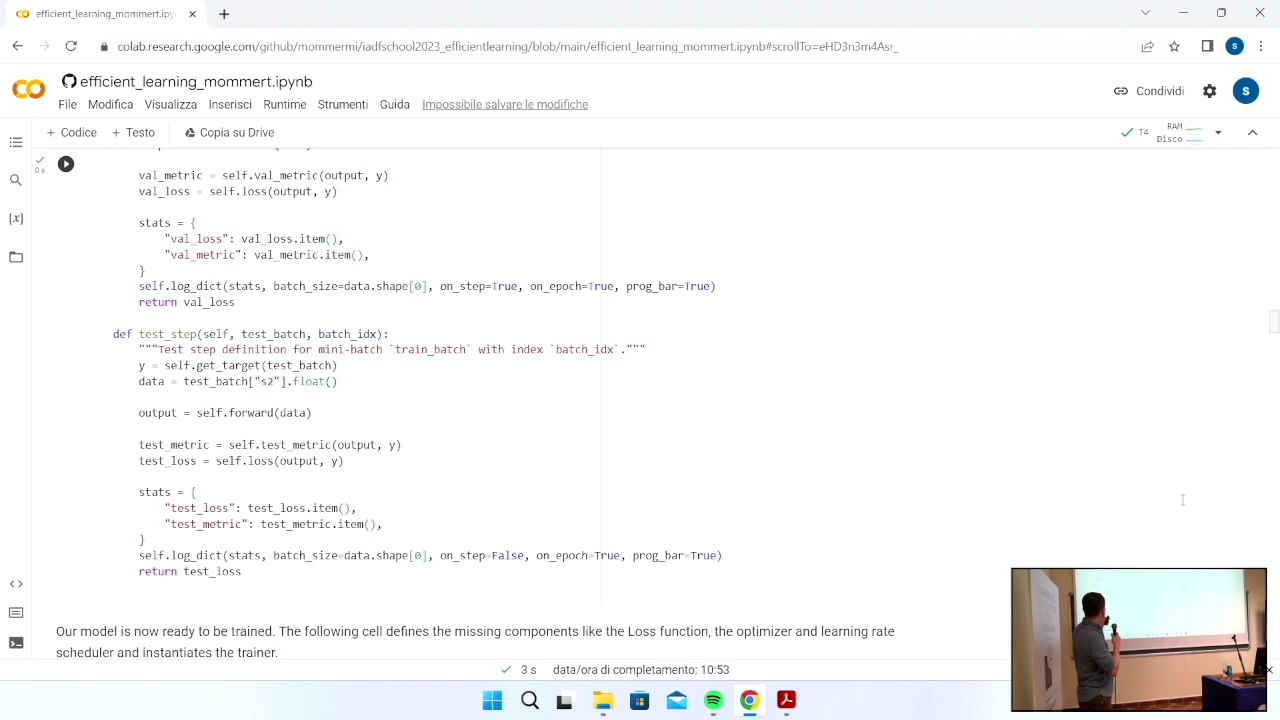 efficient_learning_mommert.ipyn
colab.research.google.com/github/mommermi/iadfschool2023_efficientlearning/blob/main/efficient_learning_mommert.ipynb#scrollTo=eHD3n3m4Asr_
S
efficient_learning_mommert.ipynb
File Modifica Visualizza Inserisci Runtime Strumenti Guida Impossibile salvare le modifiche
Condividi
S
+ Codice + Testo Copia su Drive
T4 RAM
Disco
0 s
val_metric = self.val_metric(output, y)
val_loss = self.loss(output, y)
stats = {
"val_loss": val_loss.item(),
"val_metric": val_metric.item(),
}
self.log_dict(stats, batch_size=data.shape[0], on_step=True, on_epoch=True, prog_bar=True)
return val_loss
def test_step(self, test_batch, batch_idx):
"""Test step definition for mini-batch `train_batch` with index `batch_idx`."""
y = self.get_target(test_batch)
data = test_batch["s2"].float()
output = self.forward(data)
test_metric = self.test_metric(output, y)
test_loss = self.loss(output, y)
stats = {
"test_loss": test_loss.item(),
"test_metric": test_metric.item(),
}
self.log_dict(stats, batch_size=data.shape[0], on_step=False, on_epoch=True, prog_bar=True)
return test_loss
Our model is now ready to be trained. The following cell defines the missing components like the Loss function, the optimizer and learning rate
scheduler and instantiates the trainer.
3 s data/ora di completamento: 10:53